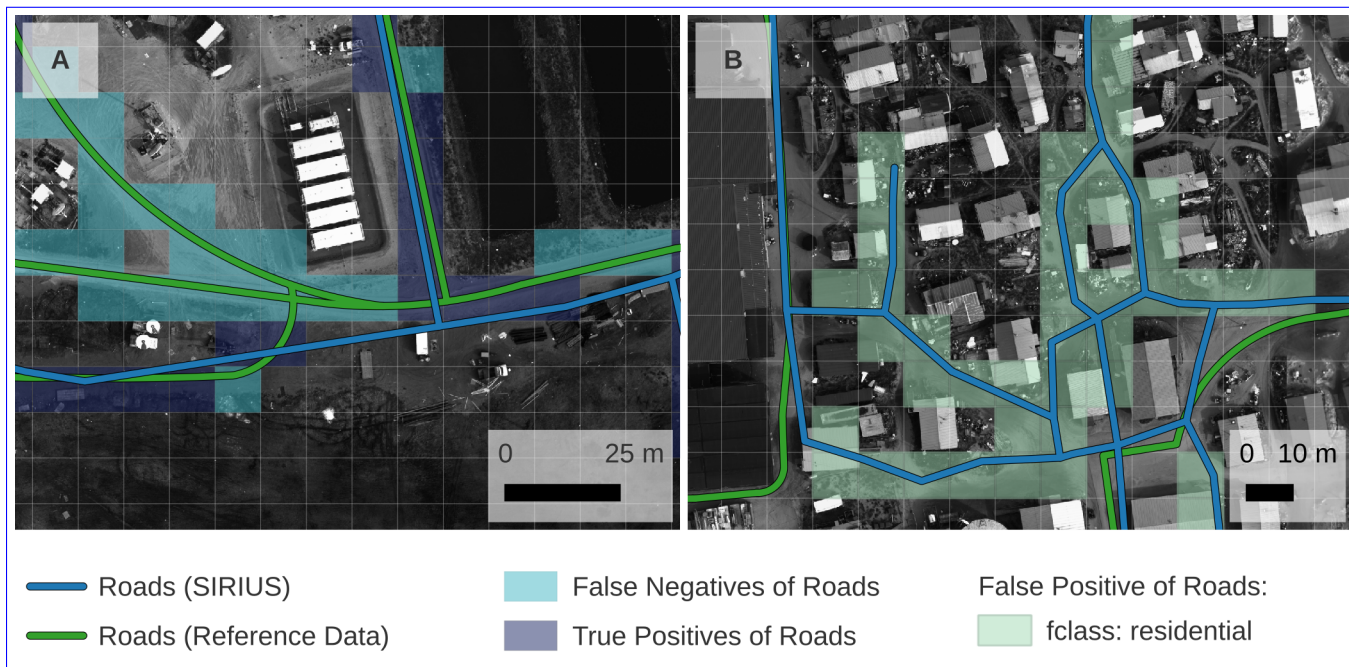 A
B
0 25 m
0 10 m
Roads (SIRIUS)
False Negatives of Roads
False Positive of Roads:
Roads (Reference Data)
True Positives of Roads
fclass: residential